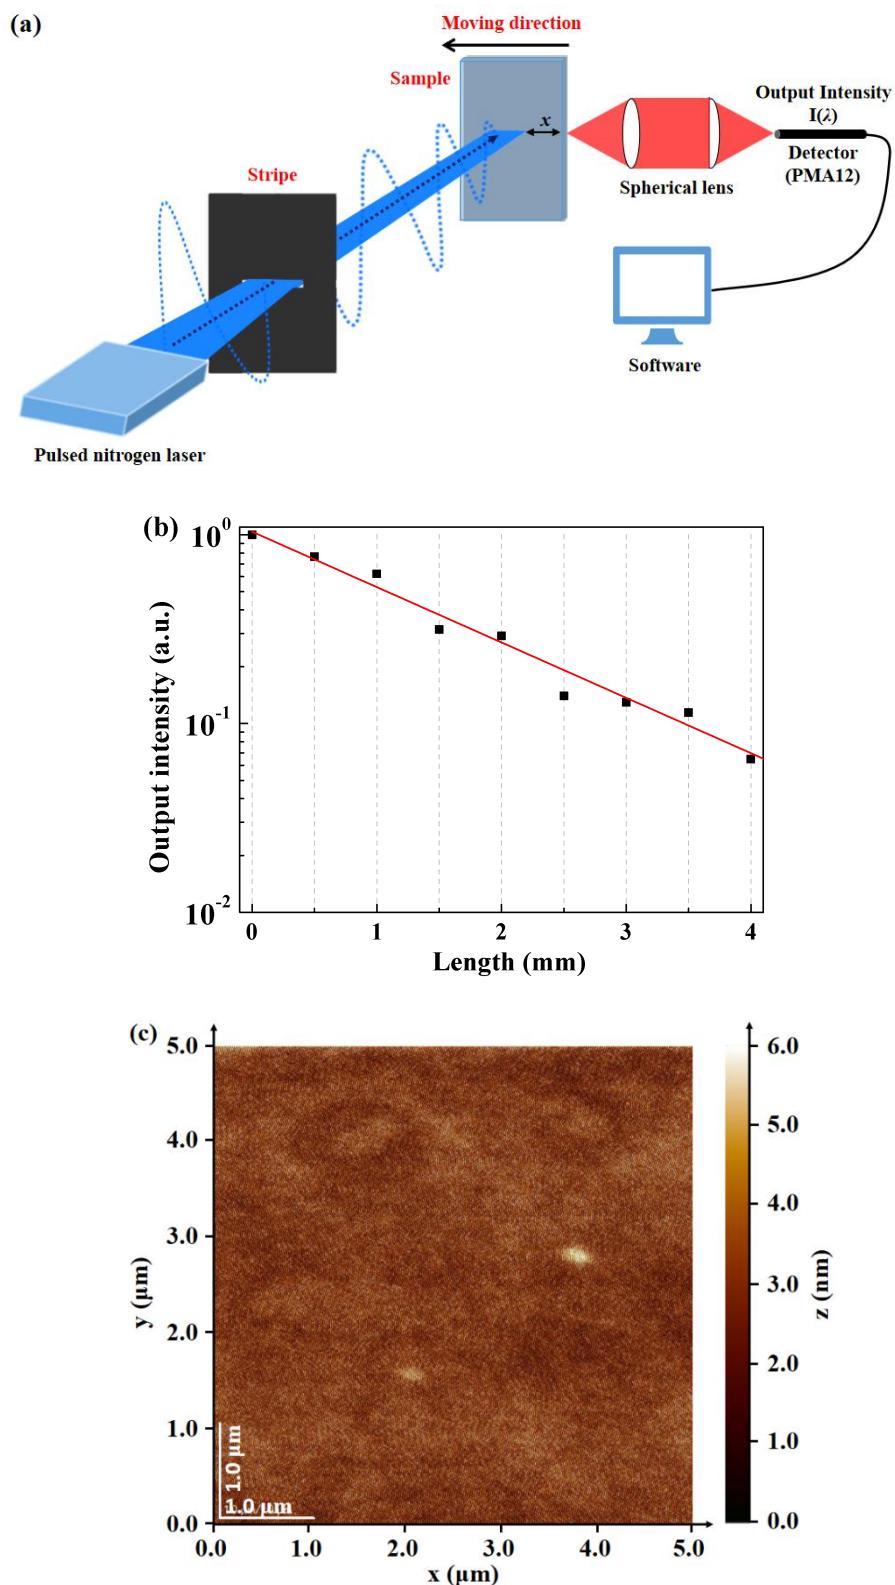 (a)
Moving direction
Sample
x
Output Intensity
I(λ)
Detector
(PMA12)
Spherical lens
Stripe
Software
Pulsed nitrogen laser
(b)
10⁰
10⁻¹
10⁻²
Output intensity (a.u.)
0 1 2 3 4
Length (mm)
(c)
5.0
4.0
3.0
2.0
1.0
0.0
y (μm)
1.0 μm
1.0 μm
0.0 1.0 2.0 3.0 4.0 5.0
x (μm)
6.0
5.0
4.0
3.0
2.0
1.0
0.0
z (nm)